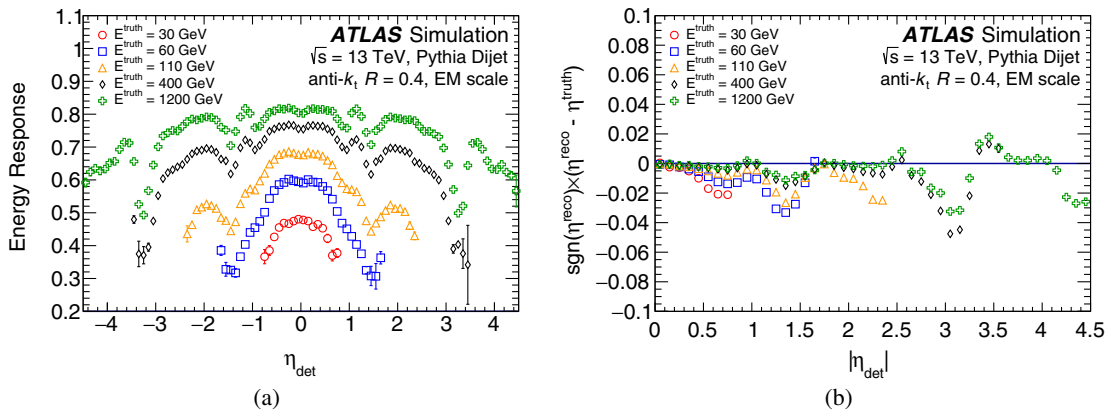 ATLAS Simulation
√s = 13 TeV, Pythia Dijet
anti-kt R = 0.4, EM scale
E^truth = 30 GeV
E^truth = 60 GeV
E^truth = 110 GeV
E^truth = 400 GeV
E^truth = 1200 GeV
Energy Response
1.1
1
0.9
0.8
0.7
0.6
0.5
0.4
0.3
0.2
−4 −3 −2 −1 0 1 2 3 4
η_det
(a)
ATLAS Simulation
√s = 13 TeV, Pythia Dijet
anti-kt R = 0.4, EM scale
E^truth = 30 GeV
E^truth = 60 GeV
E^truth = 110 GeV
E^truth = 400 GeV
E^truth = 1200 GeV
sgn(η^reco)×(η^reco - η^truth)
0.1
0.08
0.06
0.04
0.02
0
−0.02
−0.04
−0.06
−0.08
−0.1
0 0.5 1 1.5 2 2.5 3 3.5 4 4.5
|η_det|
(b)